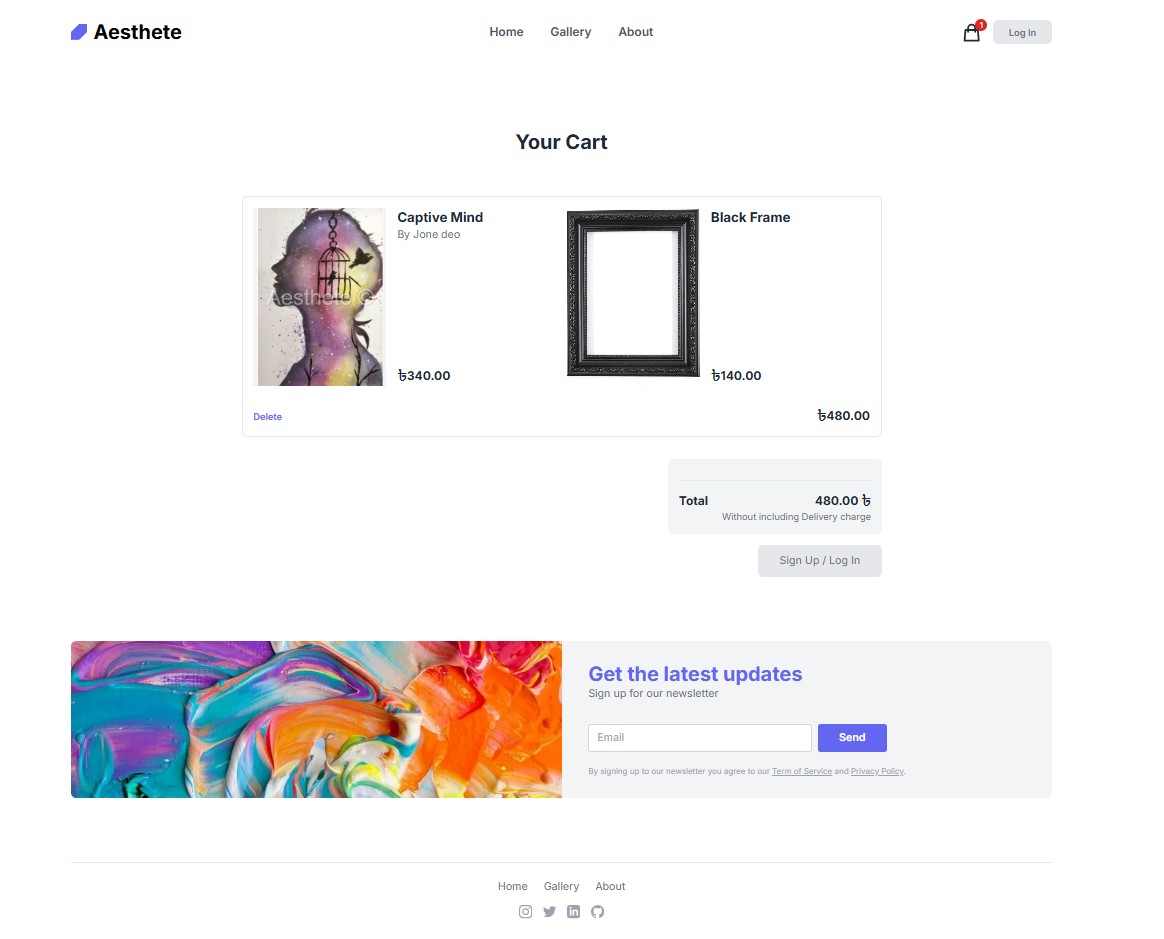 Aesthete
Home Gallery About
1
Log In
Your Cart
Captive Mind
By Jone deo
Aesthete ©
৳340.00
Black Frame
৳140.00
Delete
৳480.00
Total 480.00 ৳
Without including Delivery charge
Sign Up / Log In
Get the latest updates
Sign up for our newsletter
Email
Send
By signing up to our newsletter you agree to our Term of Service and Privacy Policy.
Home Gallery About